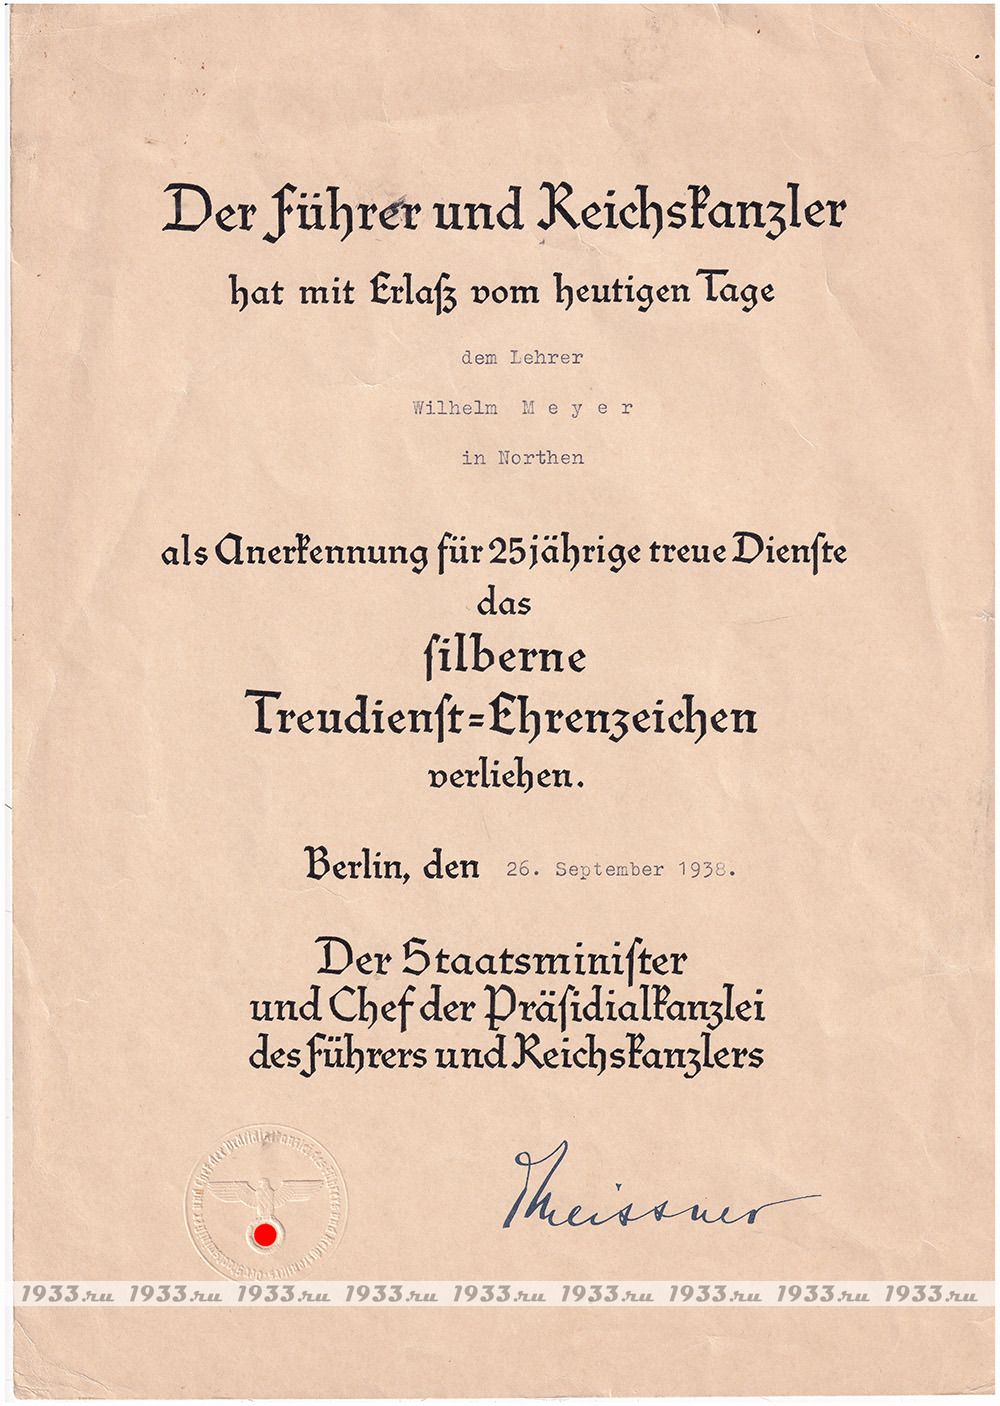 Der Führer und Reichskanzler
hat mit Erlaß vom heutigen Tage
dem Lehrer
Wilhelm M e y e r
in Northen
als Anerkennung für 25jährige treue Dienste
das
silberne
Treudienst=Ehrenzeichen
verliehen.
Berlin, den 26. September 1938.
Der Staatsminister
und Chef der Präsidialkanzlei
des Führers und Reichskanzlers
Meissner
1933.ru 1933.ru 1933.ru 1933.ru 1933.ru 1933.ru 1933.ru 1933.ru 1933.ru